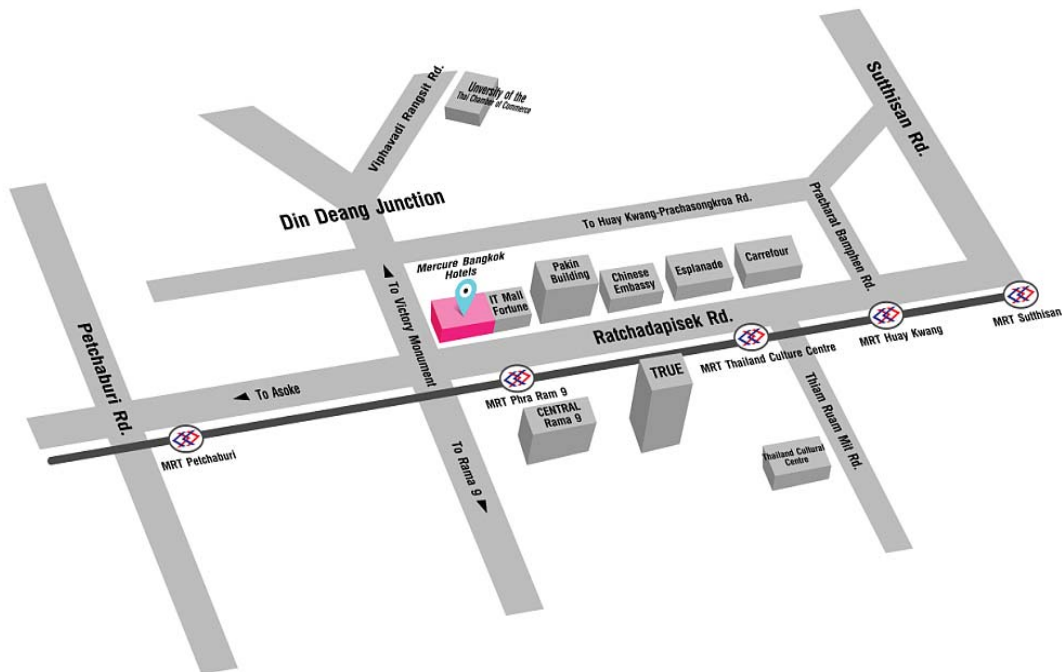 Sutthisan Rd.
Viphavadi Rangsit Rd.
Unversity of the
Thai Chamber of Commerce
Din Deang Junction
To Huay Kwang-Prachasongkroa Rd.
Pracharat Bamphen Rd.
Mercure Bangkok
Hotels
IT Mall
Fortune
Pakin
Building
Chinese
Embassy
Esplanade
Carrefour
To Victory Monument
Ratchadapisek Rd.
Petchaburi Rd.
To Asoke
MRT Petchaburi
MRT Phra Ram 9
MRT Thailand Culture Centre
MRT Huay Kwang
MRT Sutthisan
CENTRAL
Rama 9
TRUE
To Rama 9
Thiam Ruam Mit Rd.
Thailand Cultural
Centre